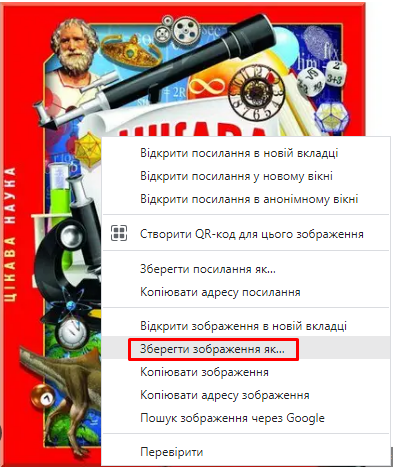 ЦІКАВА НАУКА
ЦІКАВА
Відкрити посилання в новій вкладці
Відкрити посилання у новому вікні
Відкрити посилання в анонімному вікні
Створити QR-код для цього зображення
Зберегти посилання як...
Копіювати адресу посилання
Відкрити зображення в новій вкладці
Зберегти зображення як...
Копіювати зображення
Копіювати адресу зображення
Пошук зображення через Google
Перевірити